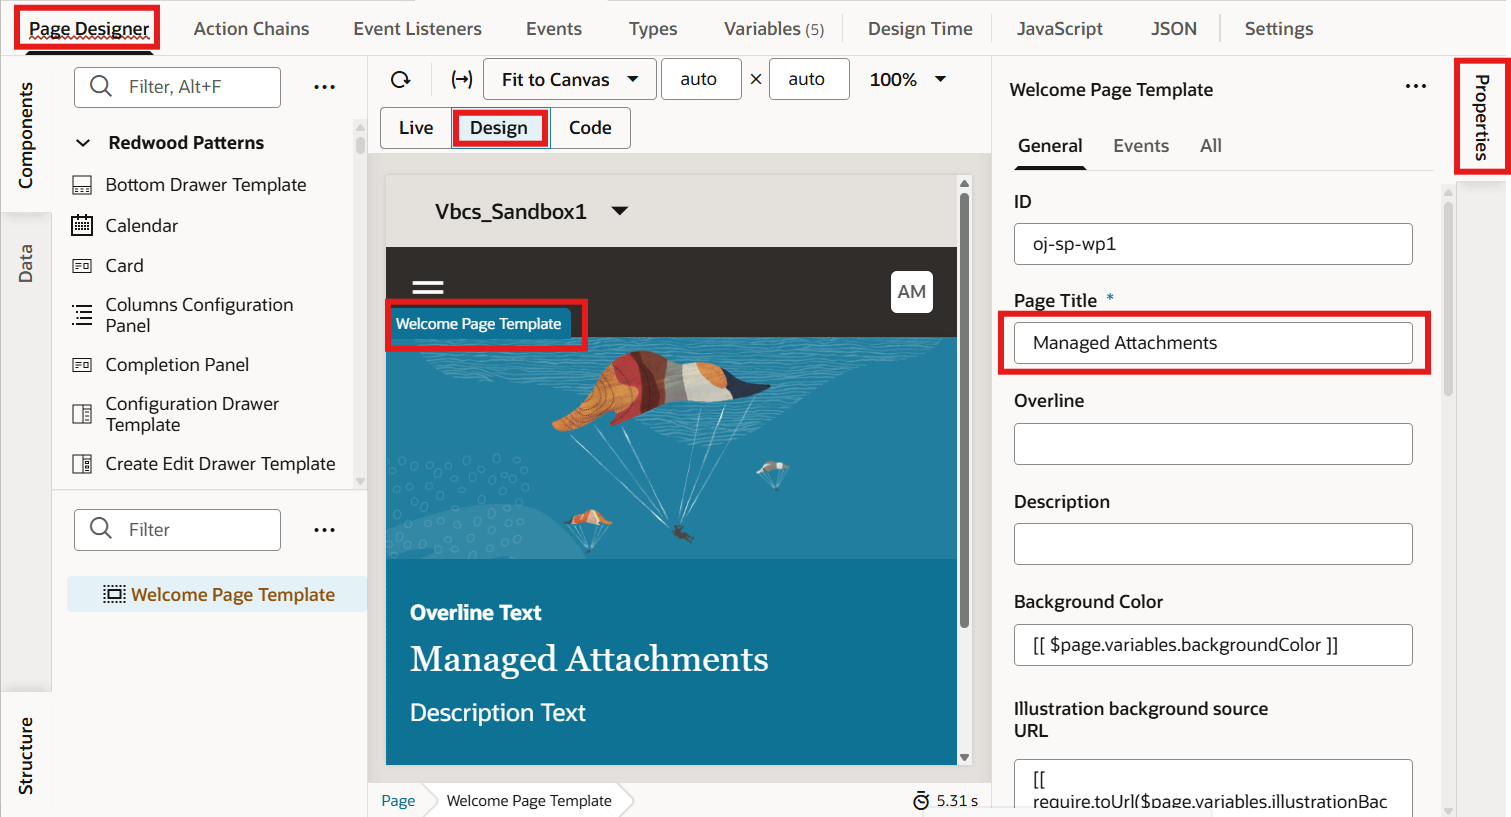 Page Designer
Action Chains
Event Listeners
Events
Types
Variables (5)
Design Time
JavaScript
JSON
Settings
Components
Data
Structure
Filter, Alt+F
Redwood Patterns
Bottom Drawer Template
Calendar
Card
Columns Configuration
Panel
Completion Panel
Configuration Drawer
Template
Create Edit Drawer Template
Filter
Welcome Page Template
Fit to Canvas
auto
×
auto
100%
Live
Design
Code
Vbcs_Sandbox1
AM
Welcome Page Template
Overline Text
Managed Attachments
Description Text
Page
Welcome Page Template
5.31 s
Welcome Page Template
General
Events
All
ID
oj-sp-wp1
Page Title *
Managed Attachments
Overline
Description
Background Color
[[ $page.variables.backgroundColor ]]
Illustration background source
URL
[[
require.toUrl($page.variables.illustrationBac
Properties